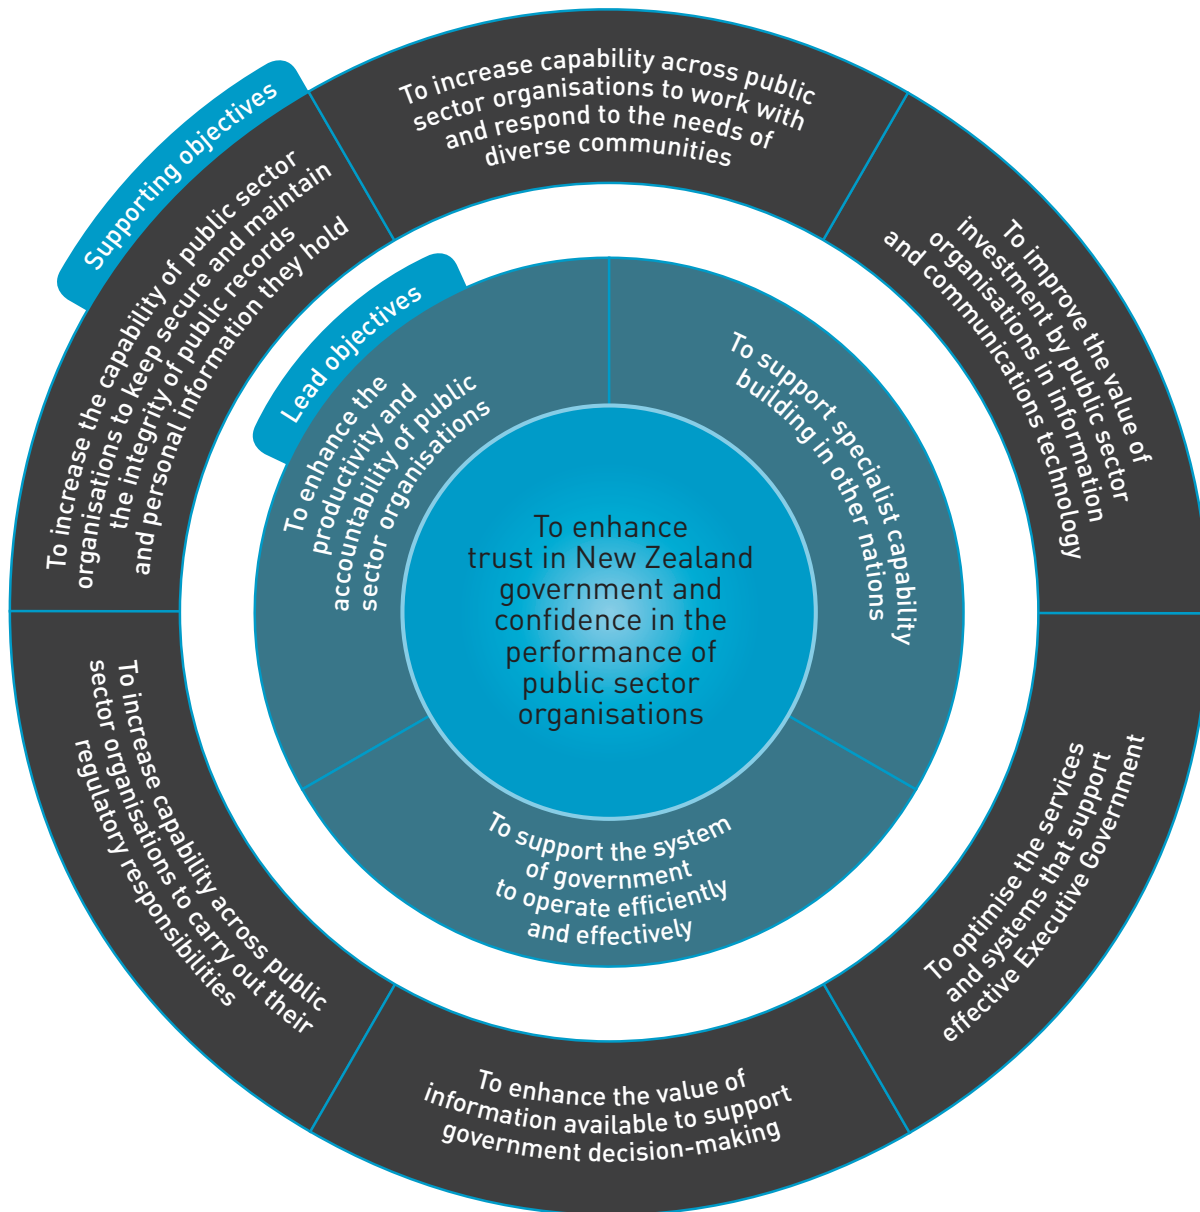 Supporting objectives
To increase the capability of public sector
organisations to keep secure and maintain
the integrity of public records
and personal information they hold
To increase capability across public
sector organisations to work with
and respond to the needs of
diverse communities
To improve the value of
investment by public sector
organisations in information
and communications technology
To optimise the services
and systems that support
effective Executive Government
To enhance the value of
information available to support
government decision-making
To increase capability across public
sector organisations to carry out their
regulatory responsibilities
Lead objectives
To enhance the
productivity and
accountability of public
sector organisations
To support specialist capability
building in other nations
To support the system
of government
to operate efficiently
and effectively
To enhance
trust in New Zealand
government and
confidence in the
performance of
public sector
organisations